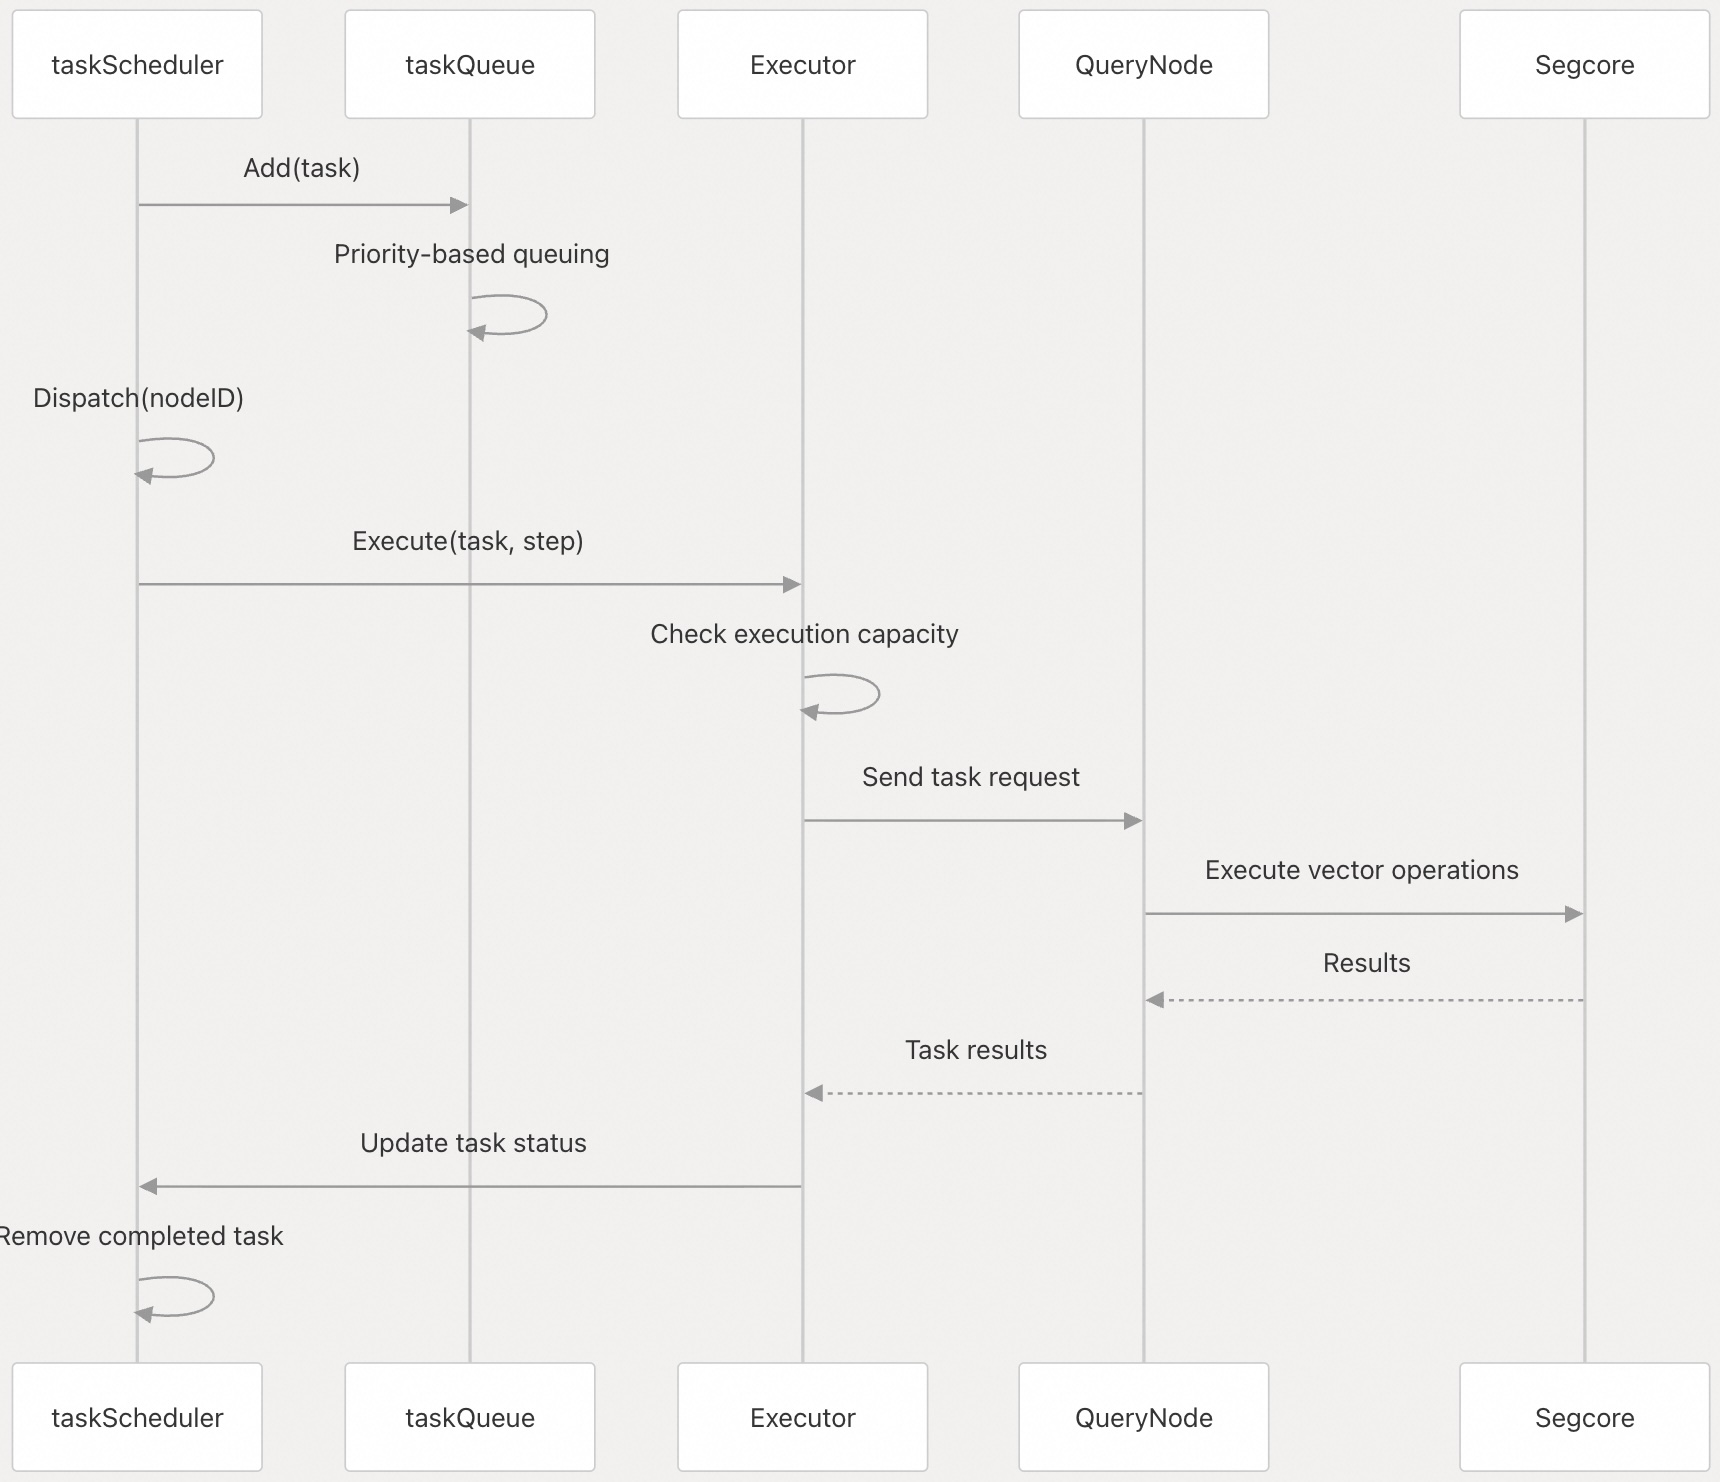 taskScheduler
taskQueue
Executor
QueryNode
Segcore
Add(task)
Priority-based queuing
Dispatch(nodeID)
Execute(task, step)
Check execution capacity
Send task request
Execute vector operations
Results
Task results
Update task status
Remove completed task
taskScheduler
taskQueue
Executor
QueryNode
Segcore